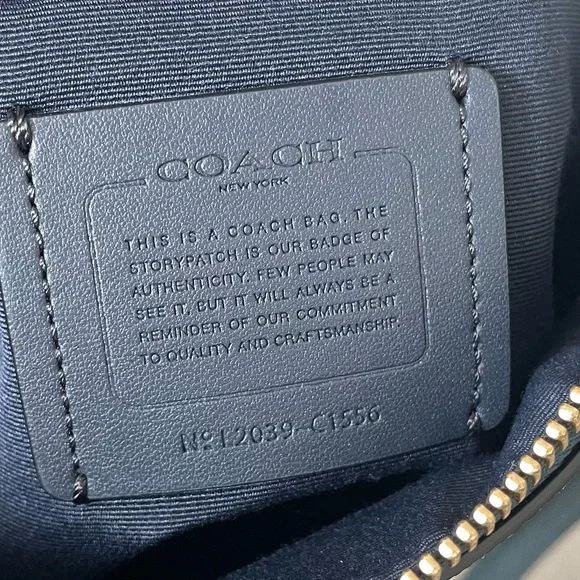 COACH
NEW YORK
THIS IS A COACH BAG. THE
STORYPATCH IS OUR BADGE OF
AUTHENTICITY. FEW PEOPLE MAY
SEE IT, BUT IT WILL ALWAYS BE A
REMINDER OF OUR COMMITMENT
TO QUALITY AND CRAFTSMANSHIP.
Nº L2039-C1556